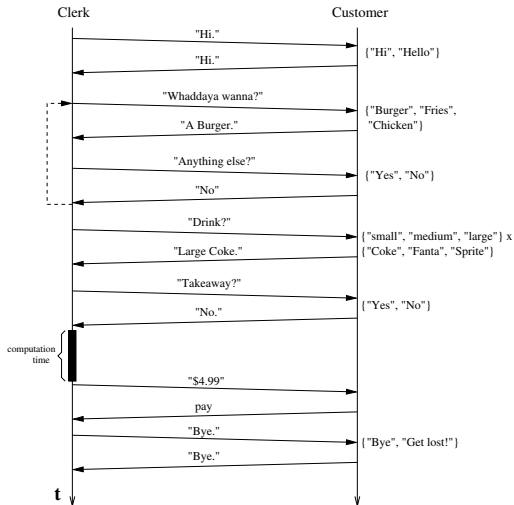 Clerk Customer
"Hi."
{"Hi", "Hello"}
"Hi."
"Whaddaya wanna?"
{"Burger", "Fries",
"Chicken"}
"A Burger."
"Anything else?"
{"Yes", "No"}
"No"
"Drink?"
{"small", "medium", "large"} x
{"Coke", "Fanta", "Sprite"}
"Large Coke."
"Takeaway?"
{"Yes", "No"}
"No."
computation
time
"$4.99"
pay
"Bye."
{"Bye", "Get lost!"}
"Bye."
t